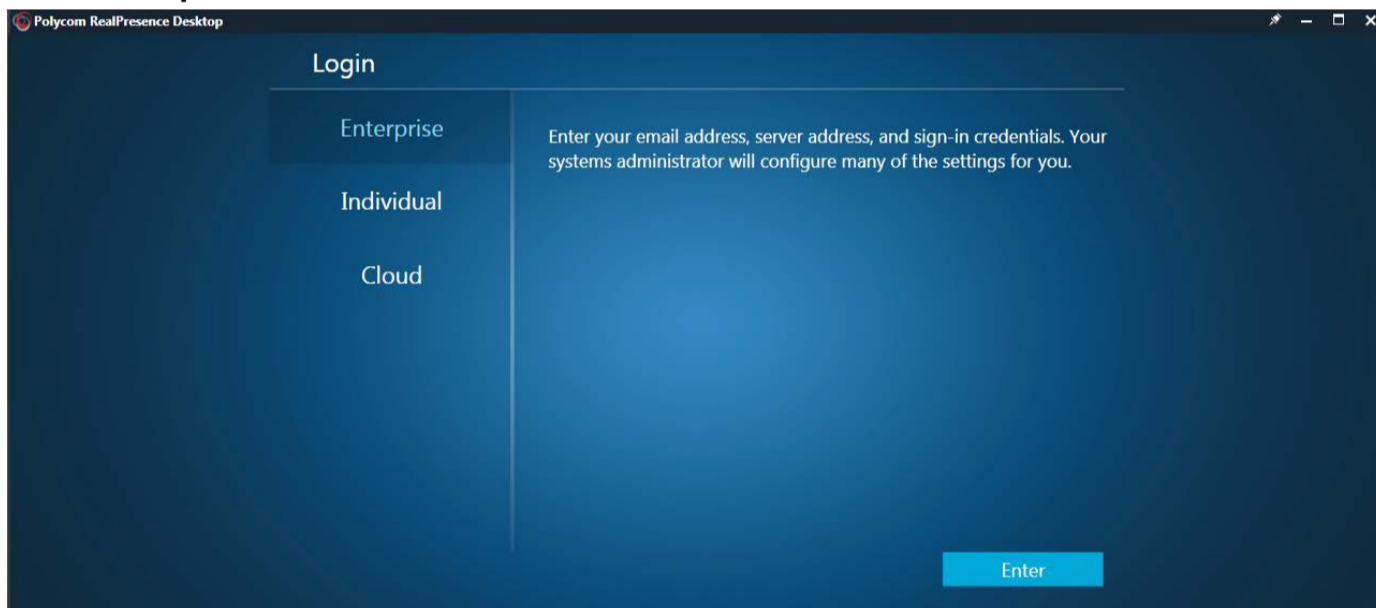 Polycom RealPresence Desktop
Login
Enterprise
Individual
Cloud
Enter your email address, server address, and sign-in credentials. Your
systems administrator will configure many of the settings for you.
Enter